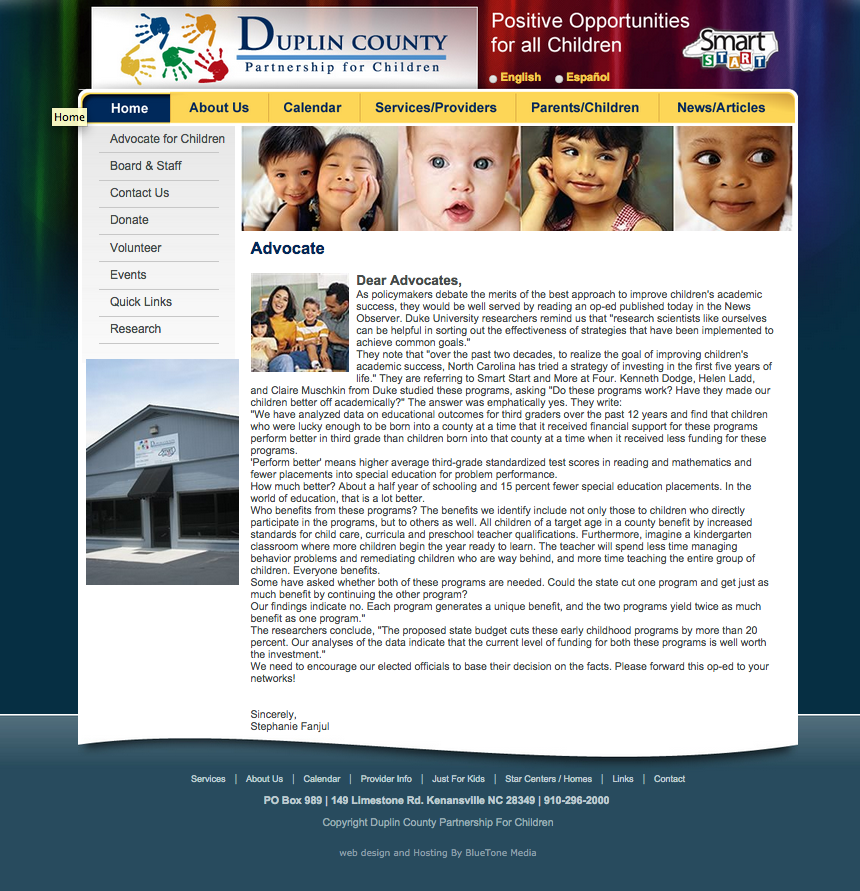 DUPLIN COUNTY
Partnership for Children
Positive Opportunities
for all Children
Smart
START
English
Español
Home
About Us
Calendar
Services/Providers
Parents/Children
News/Articles
Home
Advocate for Children
Board & Staff
Contact Us
Donate
Volunteer
Events
Quick Links
Research
Advocate
Dear Advocates,
As policymakers debate the merits of the best approach to improve children's academic
success, they would be well served by reading an op-ed published today in the News
Observer. Duke University researchers remind us that "research scientists like ourselves
can be helpful in sorting out the effectiveness of strategies that have been implemented to
achieve common goals."
They note that "over the past two decades, to realize the goal of improving children's
academic success, North Carolina has tried a strategy of investing in the first five years of
life." They are referring to Smart Start and More at Four. Kenneth Dodge, Helen Ladd,
and Claire Muschkin from Duke studied these programs, asking "Do these programs work? Have they made our
children better off academically?" The answer was emphatically yes. They write:
"We have analyzed data on educational outcomes for third graders over the past 12 years and find that children
who were lucky enough to be born into a county at a time that it received financial support for these programs
perform better in third grade than children born into that county at a time when it received less funding for these
programs.
'Perform better' means higher average third-grade standardized test scores in reading and mathematics and
fewer placements into special education for problem performance.
How much better? About a half year of schooling and 15 percent fewer special education placements. In the
world of education, that is a lot better.
Who benefits from these programs? The benefits we identify include not only those to children who directly
participate in the programs, but to others as well. All children of a target age in a county benefit by increased
standards for child care, curricula and preschool teacher qualifications. Furthermore, imagine a kindergarten
classroom where more children begin the year ready to learn. The teacher will spend less time managing
behavior problems and remediating children who are way behind, and more time teaching the entire group of
children. Everyone benefits.
Some have asked whether both of these programs are needed. Could the state cut one program and get just as
much benefit by continuing the other program?
Our findings indicate no. Each program generates a unique benefit, and the two programs yield twice as much
benefit as one program."
The researchers conclude, "The proposed state budget cuts these early childhood programs by more than 20
percent. Our analyses of the data indicate that the current level of funding for both these programs is well worth
the investment."
We need to encourage our elected officials to base their decision on the facts. Please forward this op-ed to your
networks!
Sincerely,
Stephanie Fanjul
Services | About Us | Calendar | Provider Info | Just For Kids | Star Centers / Homes | Links | Contact
PO Box 989 | 149 Limestone Rd. Kenansville NC 28349 | 910-296-2000
Copyright Duplin County Partnership For Children
web design and Hosting By BlueTone Media